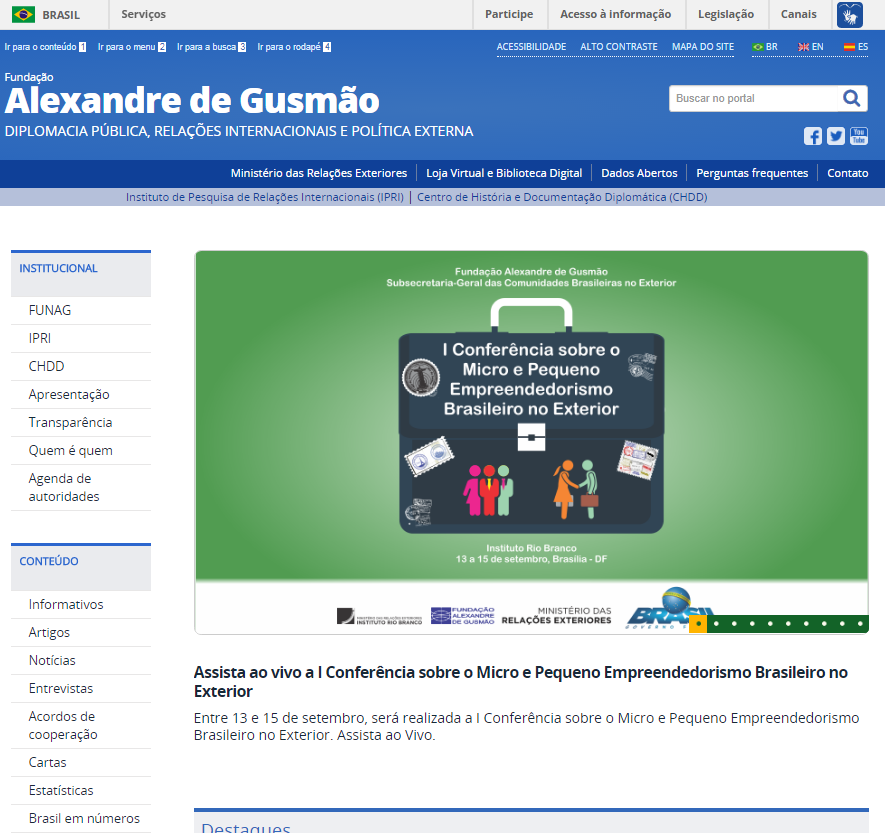 BRASIL
Serviços
Participe
Acesso à informação
Legislação
Canais
Ir para o conteúdo 1
Ir para o menu 2
Ir para a busca 3
Ir para o rodapé 4
ACESSIBILIDADE
ALTO CONTRASTE
MAPA DO SITE
BR
EN
ES
Fundação
Alexandre de Gusmão
DIPLOMACIA PÚBLICA, RELAÇÕES INTERNACIONAIS E POLÍTICA EXTERNA
Buscar no portal
You
Tube
Ministério das Relações Exteriores
Loja Virtual e Biblioteca Digital
Dados Abertos
Perguntas frequentes
Contato
Instituto de Pesquisa de Relações Internacionais (IPRI)
Centro de História e Documentação Diplomática (CHDD)
INSTITUCIONAL
FUNAG
IPRI
CHDD
Apresentação
Transparência
Quem é quem
Agenda de
autoridades
CONTEÚDO
Informativos
Artigos
Notícias
Entrevistas
Acordos de
cooperação
Cartas
Estatísticas
Brasil em números
Fundação Alexandre de Gusmão
Subsecretaria-Geral das Comunidades Brasileiras no Exterior
I Conferência sobre o
Micro e Pequeno
Empreendedorismo
Brasileiro no Exterior
Instituto Rio Branco
13 a 15 de setembro, Brasília - DF
MINISTÉRIO DAS RELAÇÕES EXTERIORES
INSTITUTO RIO BRANCO
FUNDAÇÃO
ALEXANDRE
DE GUSMÃO
MINISTÉRIO DAS
RELAÇÕES EXTERIORES
BRASIL
Assista ao vivo a I Conferência sobre o Micro e Pequeno Empreendedorismo Brasileiro no
Exterior
Entre 13 e 15 de setembro, será realizada a I Conferência sobre o Micro e Pequeno Empreendedorismo
Brasileiro no Exterior. Assista ao Vivo.
Destaques